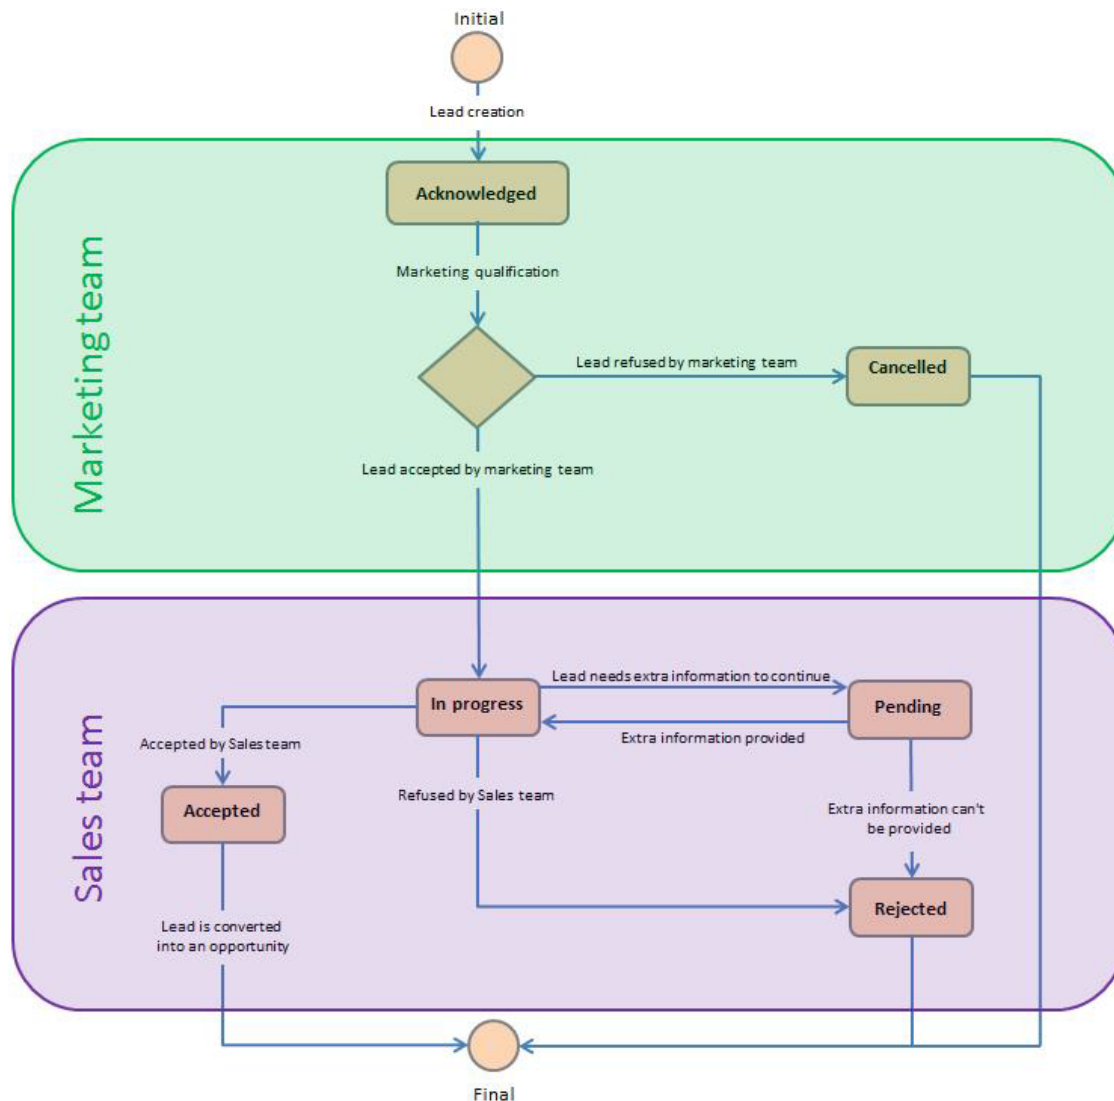 Initial
Lead creation
Acknowledged
Marketing qualification
Marketing team
Lead refused by marketing team
Cancelled
Lead accepted by marketing team
Sales team
Lead needs extra information to continue
In progress
Pending
Extra information provided
Accepted by Sales team
Refused by Sales team
Accepted
Extra information can't
be provided
Rejected
Lead is converted
into an opportunity
Final